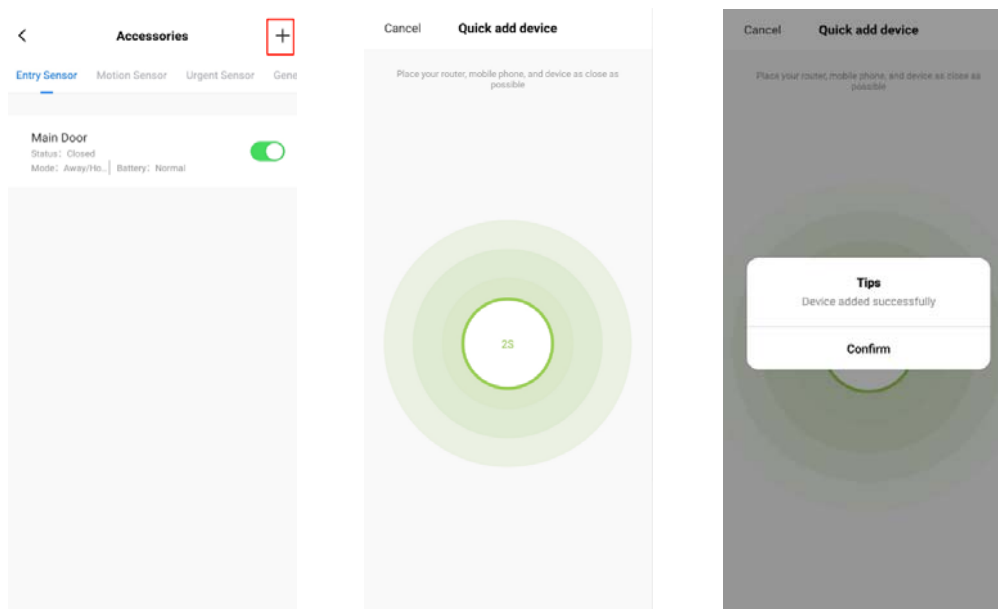 Accessories
Entry Sensor Motion Sensor Urgent Sensor Gene
Main Door
Status: Closed
Mode: Away/Ho... Battery: Normal
Cancel Quick add device
Place your router, mobile phone, and device as close as
possible
2S
Cancel Quick add device
Place your router, mobile phone, and device as close as
possible
Tips
Device added successfully
Confirm